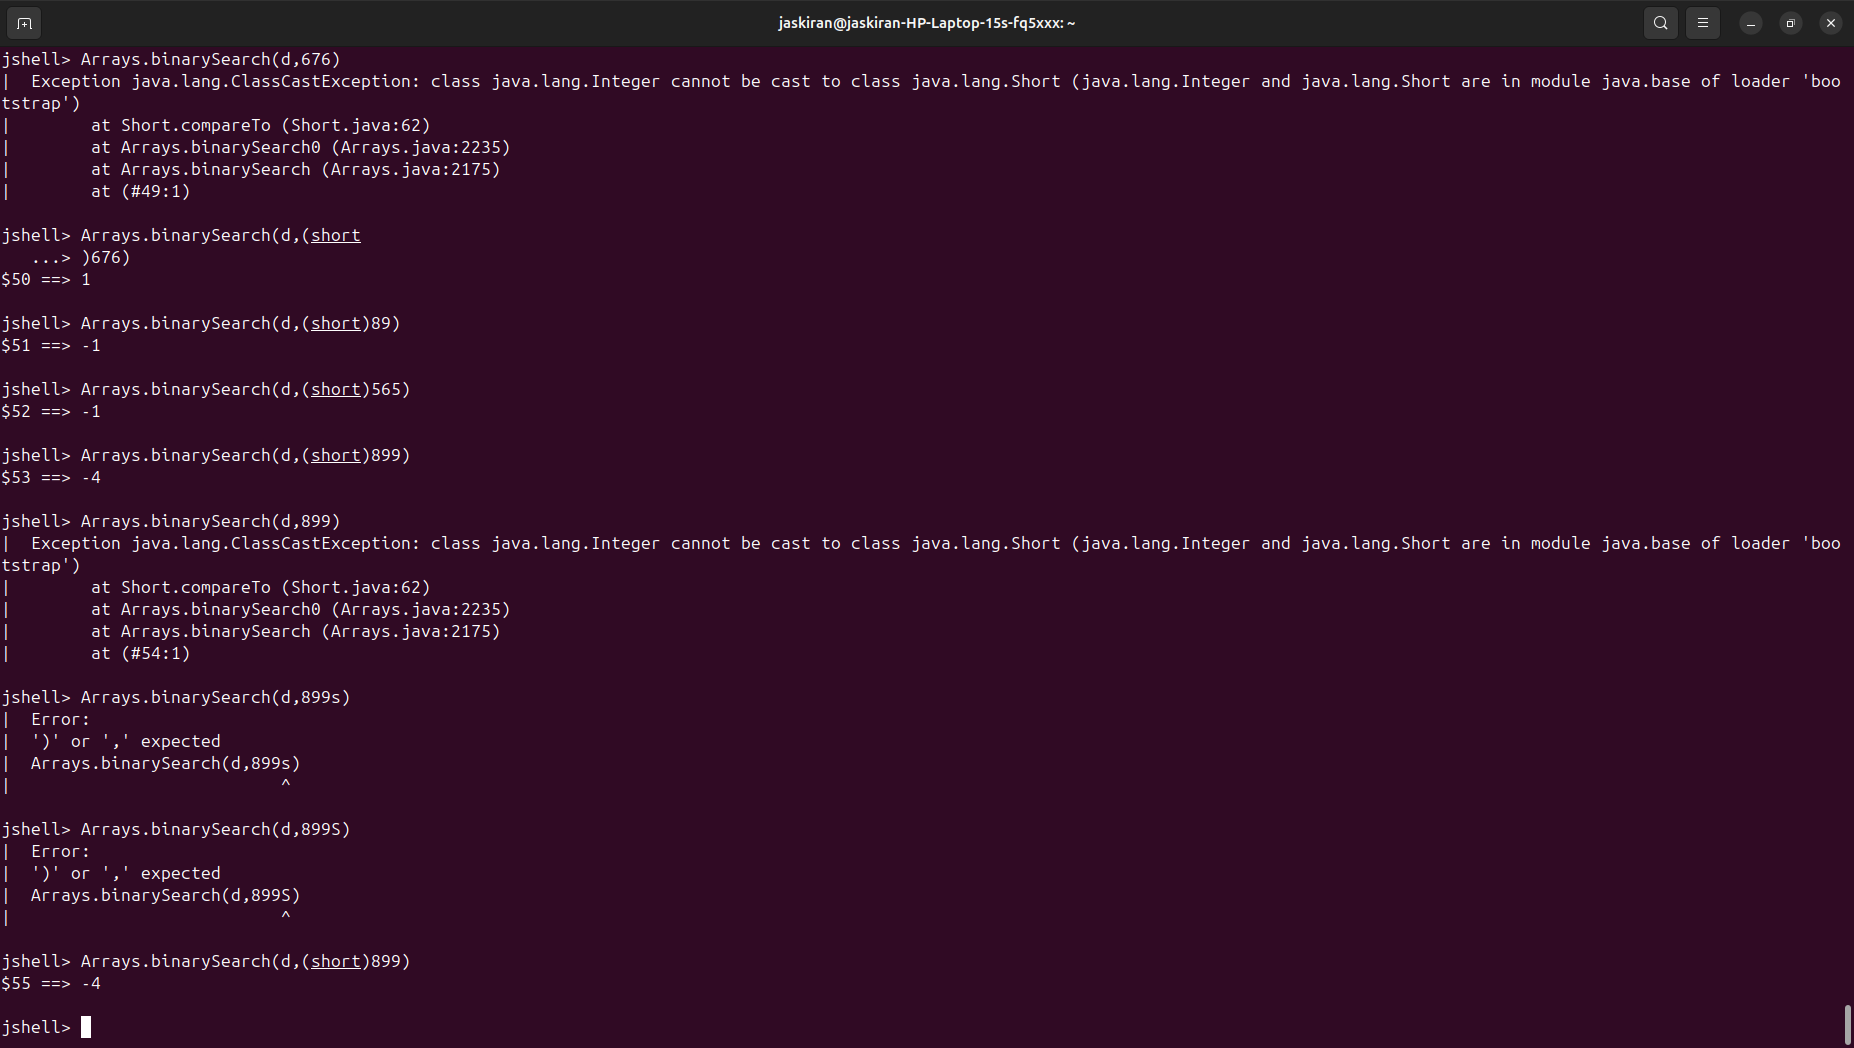 jaskiran@jaskiran-HP-Laptop-15s-fq5xxx: ~
jshell> Arrays.binarySearch(d,676)
|  Exception java.lang.ClassCastException: class java.lang.Integer cannot be cast to class java.lang.Short (java.lang.Integer and java.lang.Short are in module java.base of loader 'boo
tstrap')
|        at Short.compareTo (Short.java:62)
|        at Arrays.binarySearch0 (Arrays.java:2235)
|        at Arrays.binarySearch (Arrays.java:2175)
|        at (#49:1)
jshell> Arrays.binarySearch(d,(short
   ...> )676)
$50 ==> 1
jshell> Arrays.binarySearch(d,(short)89)
$51 ==> -1
jshell> Arrays.binarySearch(d,(short)565)
$52 ==> -1
jshell> Arrays.binarySearch(d,(short)899)
$53 ==> -4
jshell> Arrays.binarySearch(d,899)
|  Exception java.lang.ClassCastException: class java.lang.Integer cannot be cast to class java.lang.Short (java.lang.Integer and java.lang.Short are in module java.base of loader 'boo
tstrap')
|        at Short.compareTo (Short.java:62)
|        at Arrays.binarySearch0 (Arrays.java:2235)
|        at Arrays.binarySearch (Arrays.java:2175)
|        at (#54:1)
jshell> Arrays.binarySearch(d,899s)
|  Error:
|  ')' or ',' expected
|  Arrays.binarySearch(d,899s)
|                           ^
jshell> Arrays.binarySearch(d,899S)
|  Error:
|  ')' or ',' expected
|  Arrays.binarySearch(d,899S)
|                           ^
jshell> Arrays.binarySearch(d,(short)899)
$55 ==> -4
jshell>